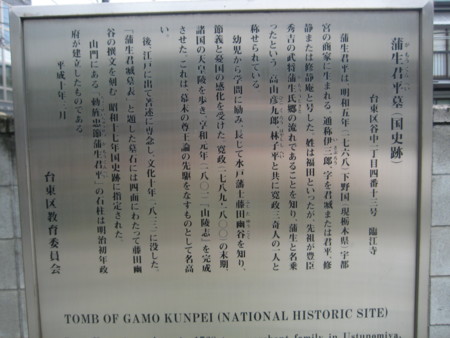 蒲生君平墓(国史跡)
台東区谷中一丁目四番十三号 臨江寺
蒲生君平は、明和五年(一七六八)下野国(現栃木県)宇都
宮の商家に生まれる。通称伊三郎、字を君臧または君平、修
静または修静庵と号した。姓は福田といったが、先祖が豊臣
秀吉の武将蒲生氏郷の流れであることを知り、蒲生と名乗
ったという。高山彦九郎、林子平と共に寛政三奇人の一人と
称せられている。
幼児から学問に励み、長じて水戸藩士藤田幽谷を知り、
節義と憂国の感化を受けた。寛政(一七八九~一八〇〇)の末期、
諸国の天皇陵を歩き、享和元年(一八〇一)「山陵志」を完成
させた。これは、幕末の尊王論の先駆をなすものとして名高
い。
後、江戸に出て著述に専念し、文化十年(一八一三)に没した。
「蒲生君臧墓表」と題した墓石には四面にわたって藤田幽
谷の撰文を刻む。昭和十七年国史跡に指定された。
山門にある「勅旌忠節蒲生君平」の石柱は明治初年政
府が建立したものである。
平成十年三月
台東区教育委員会
TOMB OF GAMO KUNPEI (NATIONAL HISTORIC SITE)
family in Utsunomiya,